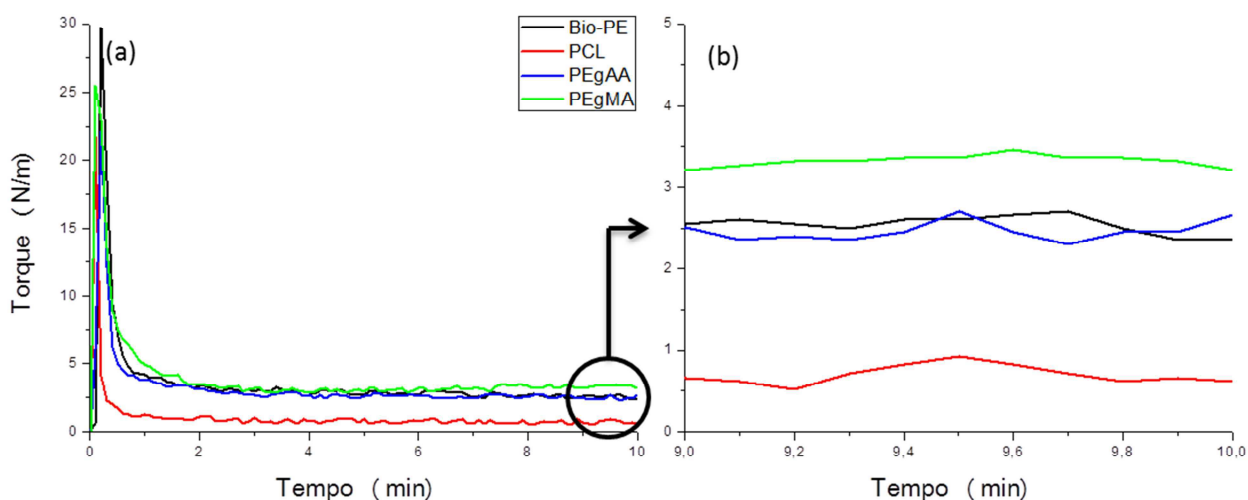 (a)
Bio-PE
PCL
PEgAA
PEgMA
(b)
Torque (N/m)
30
25
20
15
10
5
0
0 2 4 6 8 10
Tempo (min)
5
4
3
2
1
0
9,0 9,2 9,4 9,6 9,8 10,0
Tempo (min)